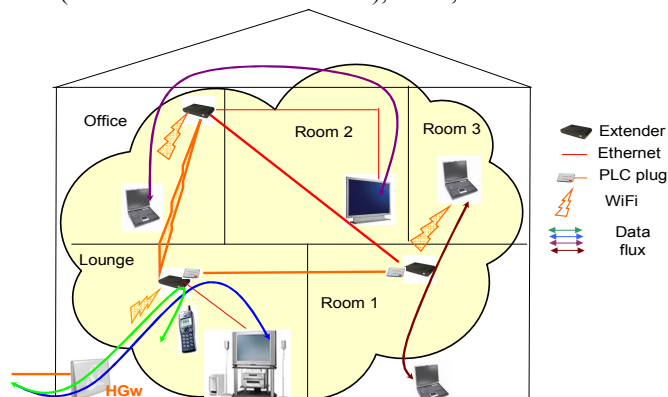 Office
Room 2
Room 3
Lounge
Room 1
HGw
Extender
Ethernet
PLC plug
WiFi
Data
flux